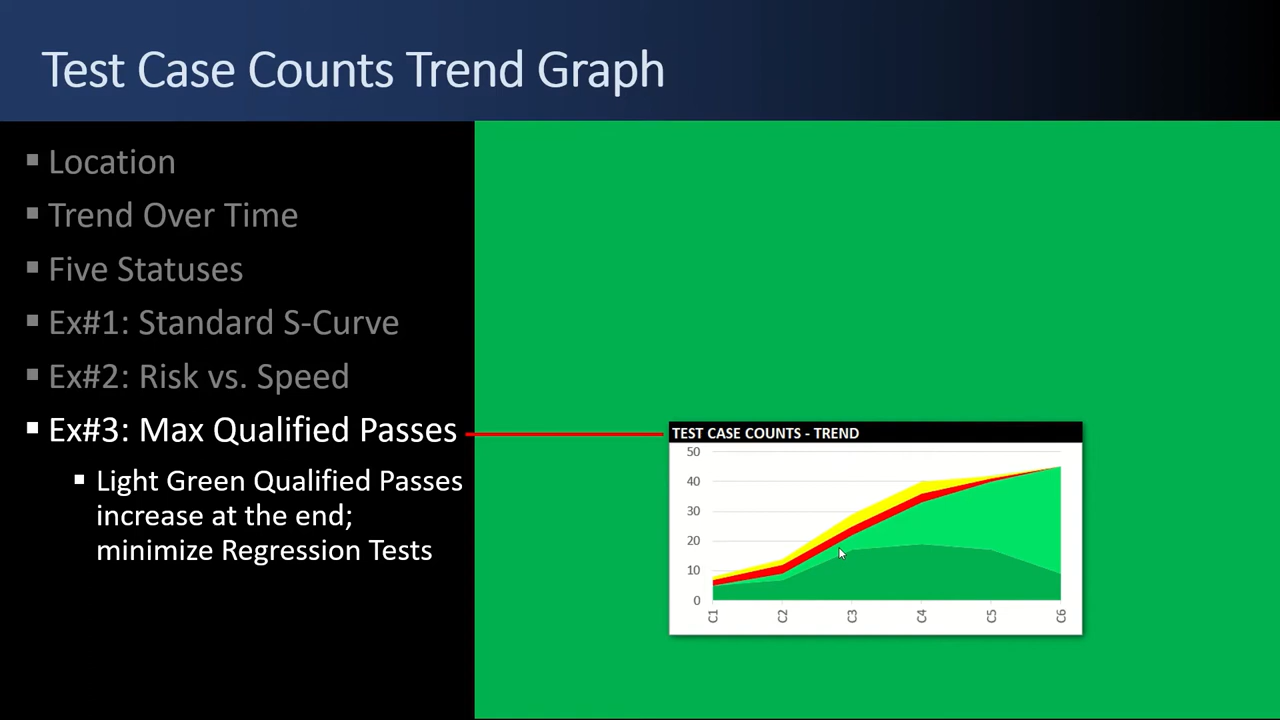 Test Case Counts Trend Graph
▪ Location
▪ Trend Over Time
▪ Five Statuses
▪ Ex#1: Standard S-Curve
▪ Ex#2: Risk vs. Speed
▪ Ex#3: Max Qualified Passes
▪ Light Green Qualified Passes
increase at the end;
minimize Regression Tests
TEST CASE COUNTS - TREND
50
40
30
20
10
0
C1 C2 C3 C4 C5 C6